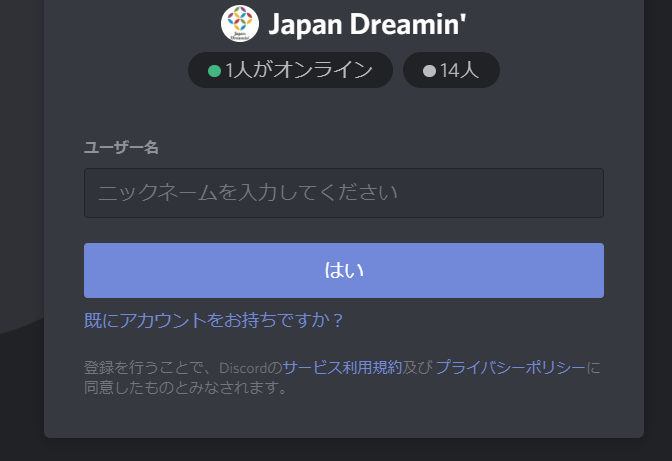 Japan Dreamin'
1人がオンライン 14人
ユーザー名
ニックネームを入力してください
はい
既にアカウントをお持ちですか？
登録を行うことで、Discordのサービス利用規約及びプライバシーポリシーに
同意したものとみなされます。